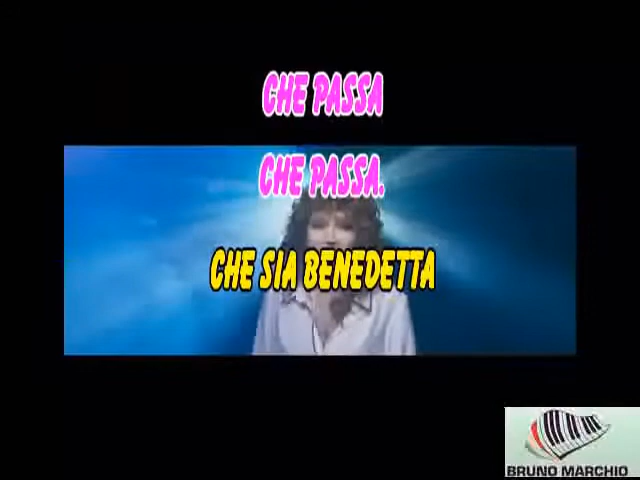 CHE PASSA
CHE PASSA.
CHE SIA BENEDETTA
BRUNO MARCHIO